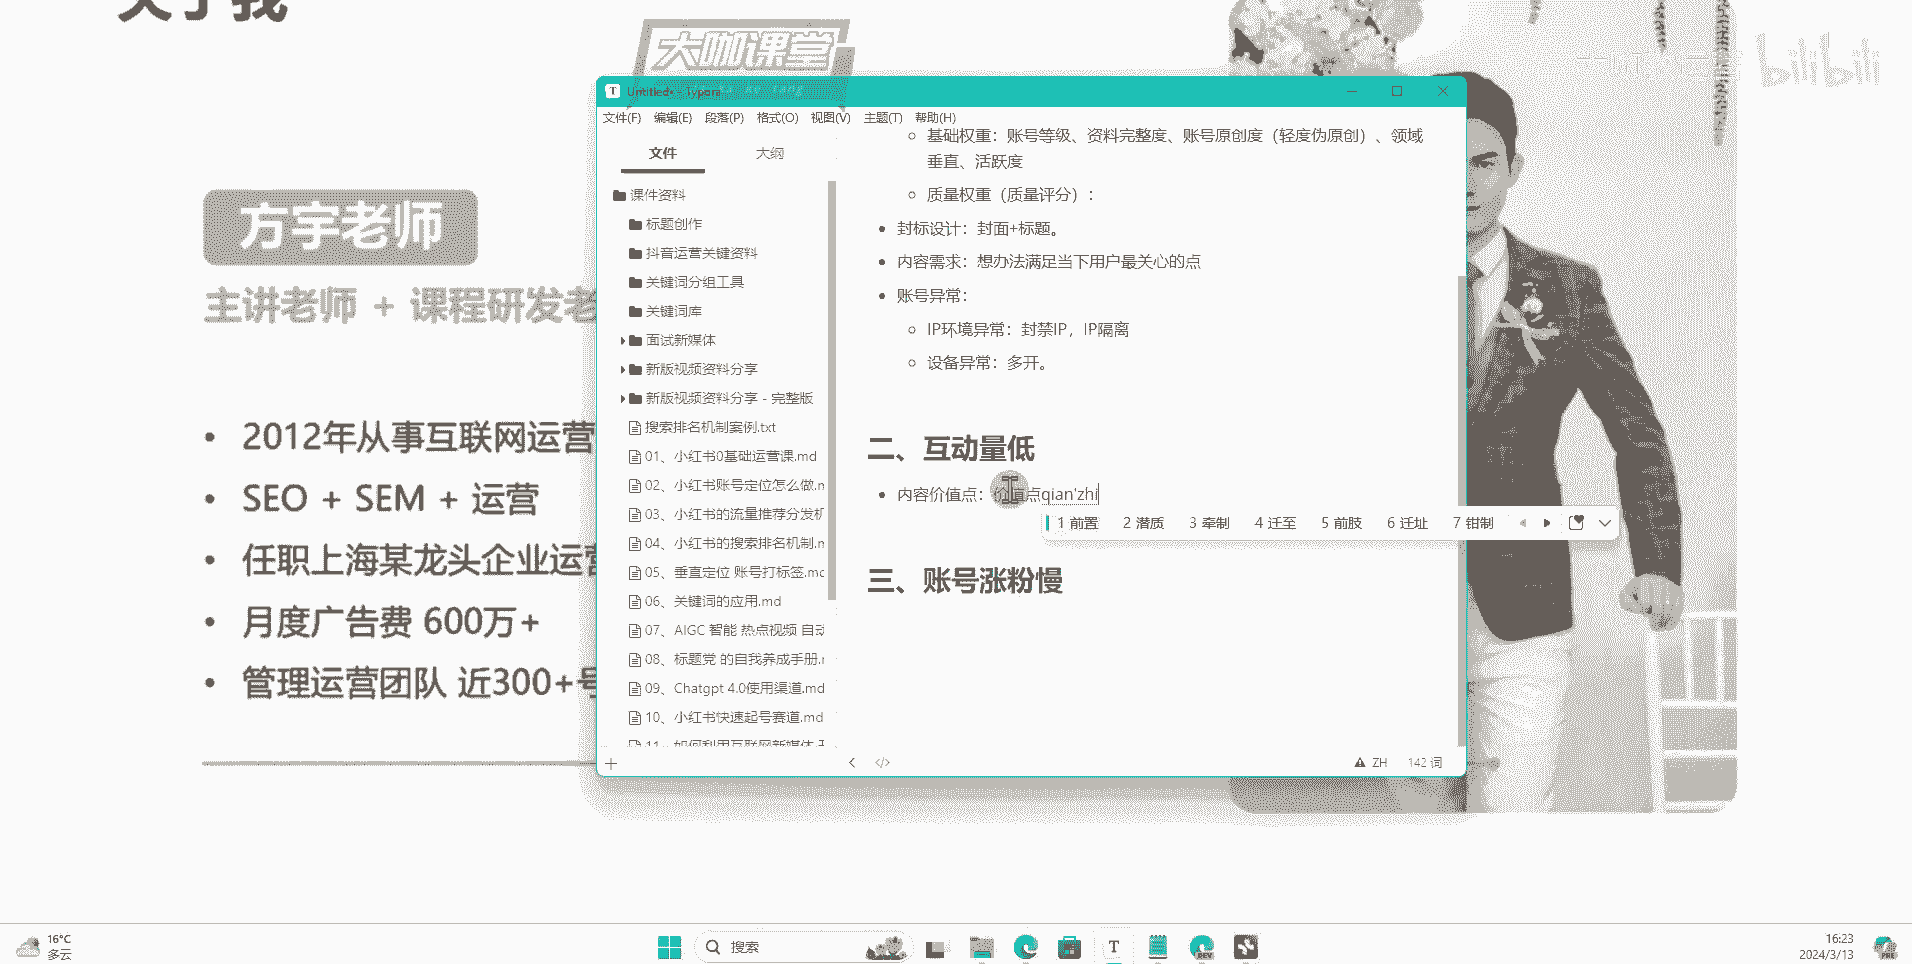 关于我
大咖课堂
bilibili
方宇老师
主讲老师 + 课程研发老
2012年从事互联网运营
SEO + SEM + 运营
任职上海某龙头企业运营
月度广告费 600万+
管理运营团队 近300+号
Untitled• - Typora
文件(F) 编辑(E) 段落(P) 格式(O) 视图(V) 主题(T) 帮助(H)
文件 大纲
课件资料
标题创作
抖音运营关键资料
关键词分组工具
关键词库
面试新媒体
新版视频资料分享
新版视频资料分享 - 完整版
搜索排名机制案例.txt
01、小红书0基础运营课.md
02、小红书账号定位怎么做.m
03、小红书的流量推荐分发机
04、小红书的搜索排名机制.m
05、垂直定位 账号打标签.md
06、关键词的应用.md
07、AIGC 智能 热点视频 自动
08、标题党 的自我养成手册.m
09、Chatgpt 4.0使用渠道.md
10、小红书快速起号赛道.md
11、如何利用互联网新媒体 开
基础权重：账号等级、资料完整度、账号原创度（轻度伪原创）、领域
垂直、活跃度
质量权重（质量评分）：
封标设计：封面+标题。
内容需求：想办法满足当下用户最关心的点
账号异常：
IP环境异常：封禁IP，IP隔离
设备异常：多开。
二、互动量低
内容价值点：价值点qian'zhi
1 前置 2 潜质 3 牵制 4 迁至 5 前肢 6 迁址 7 钳制
三、账号涨粉慢
ZH 142 词
16°C
多云
搜索
DEV
16:23
2024/3/13
PRE